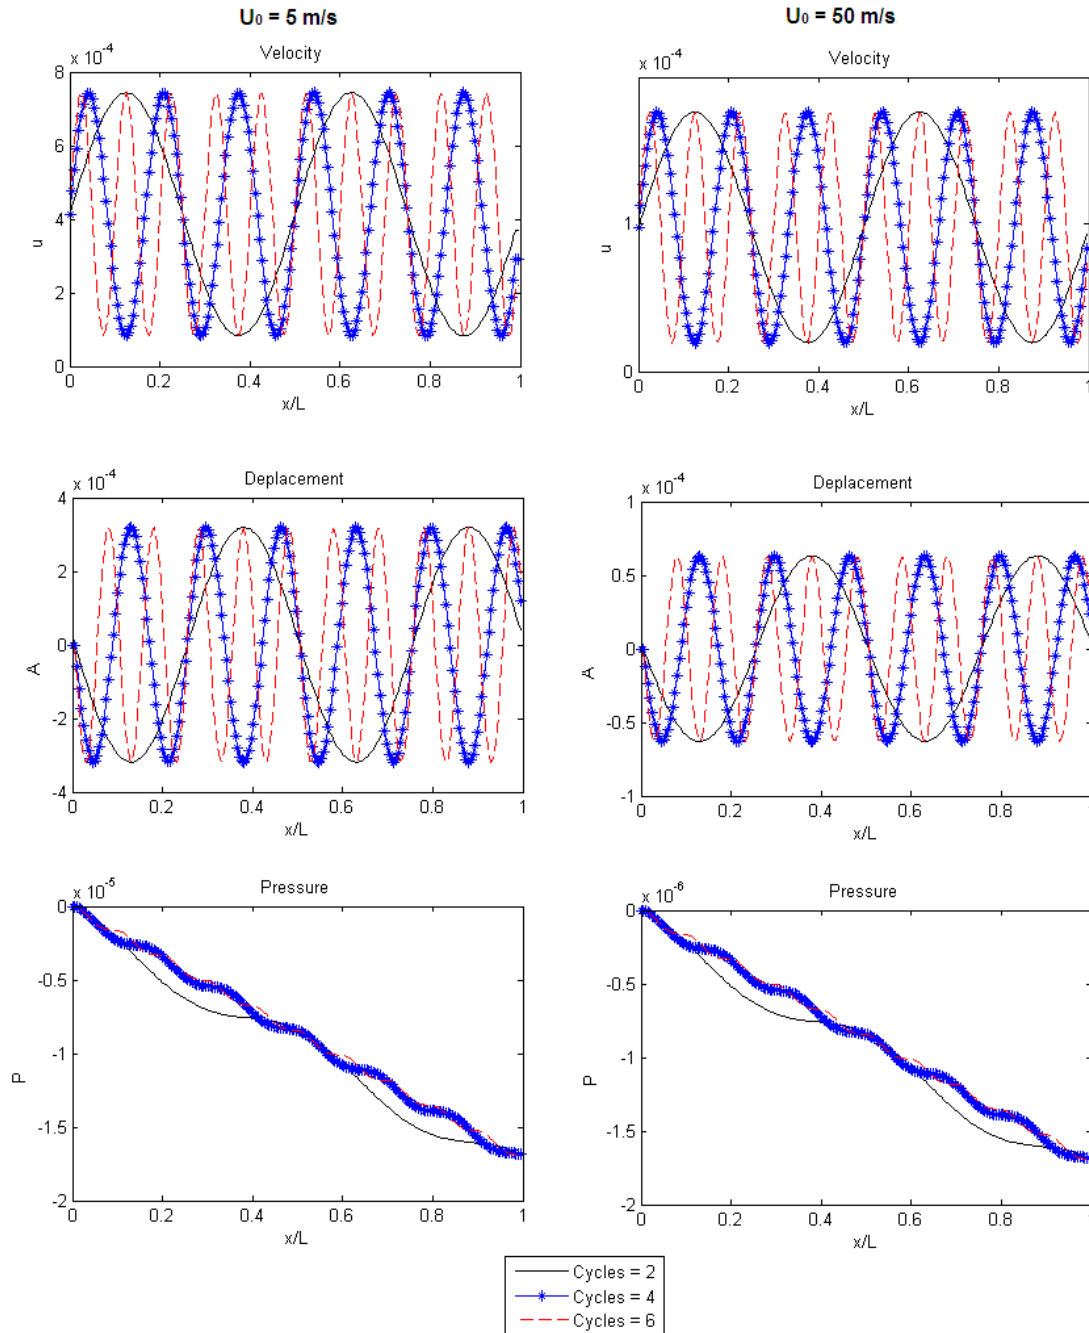 U₀ = 5 m/s
U₀ = 50 m/s
x 10⁻⁴
Velocity
8
6
4
2
0
u
0 0.2 0.4 0.6 0.8 1
x/L
x 10⁻⁴
Velocity
1
0
u
0 0.2 0.4 0.6 0.8 1
x/L
x 10⁻⁴
Deplacement
4
2
0
-2
-4
A
0 0.2 0.4 0.6 0.8 1
x/L
x 10⁻⁴
Deplacement
1
0.5
0
-0.5
-1
A
0 0.2 0.4 0.6 0.8 1
x/L
x 10⁻⁵
Pressure
0
-0.5
-1
-1.5
-2
P
0 0.2 0.4 0.6 0.8 1
x/L
x 10⁻⁶
Pressure
0
-0.5
-1
-1.5
-2
P
0 0.2 0.4 0.6 0.8 1
x/L
Cycles = 2
Cycles = 4
Cycles = 6